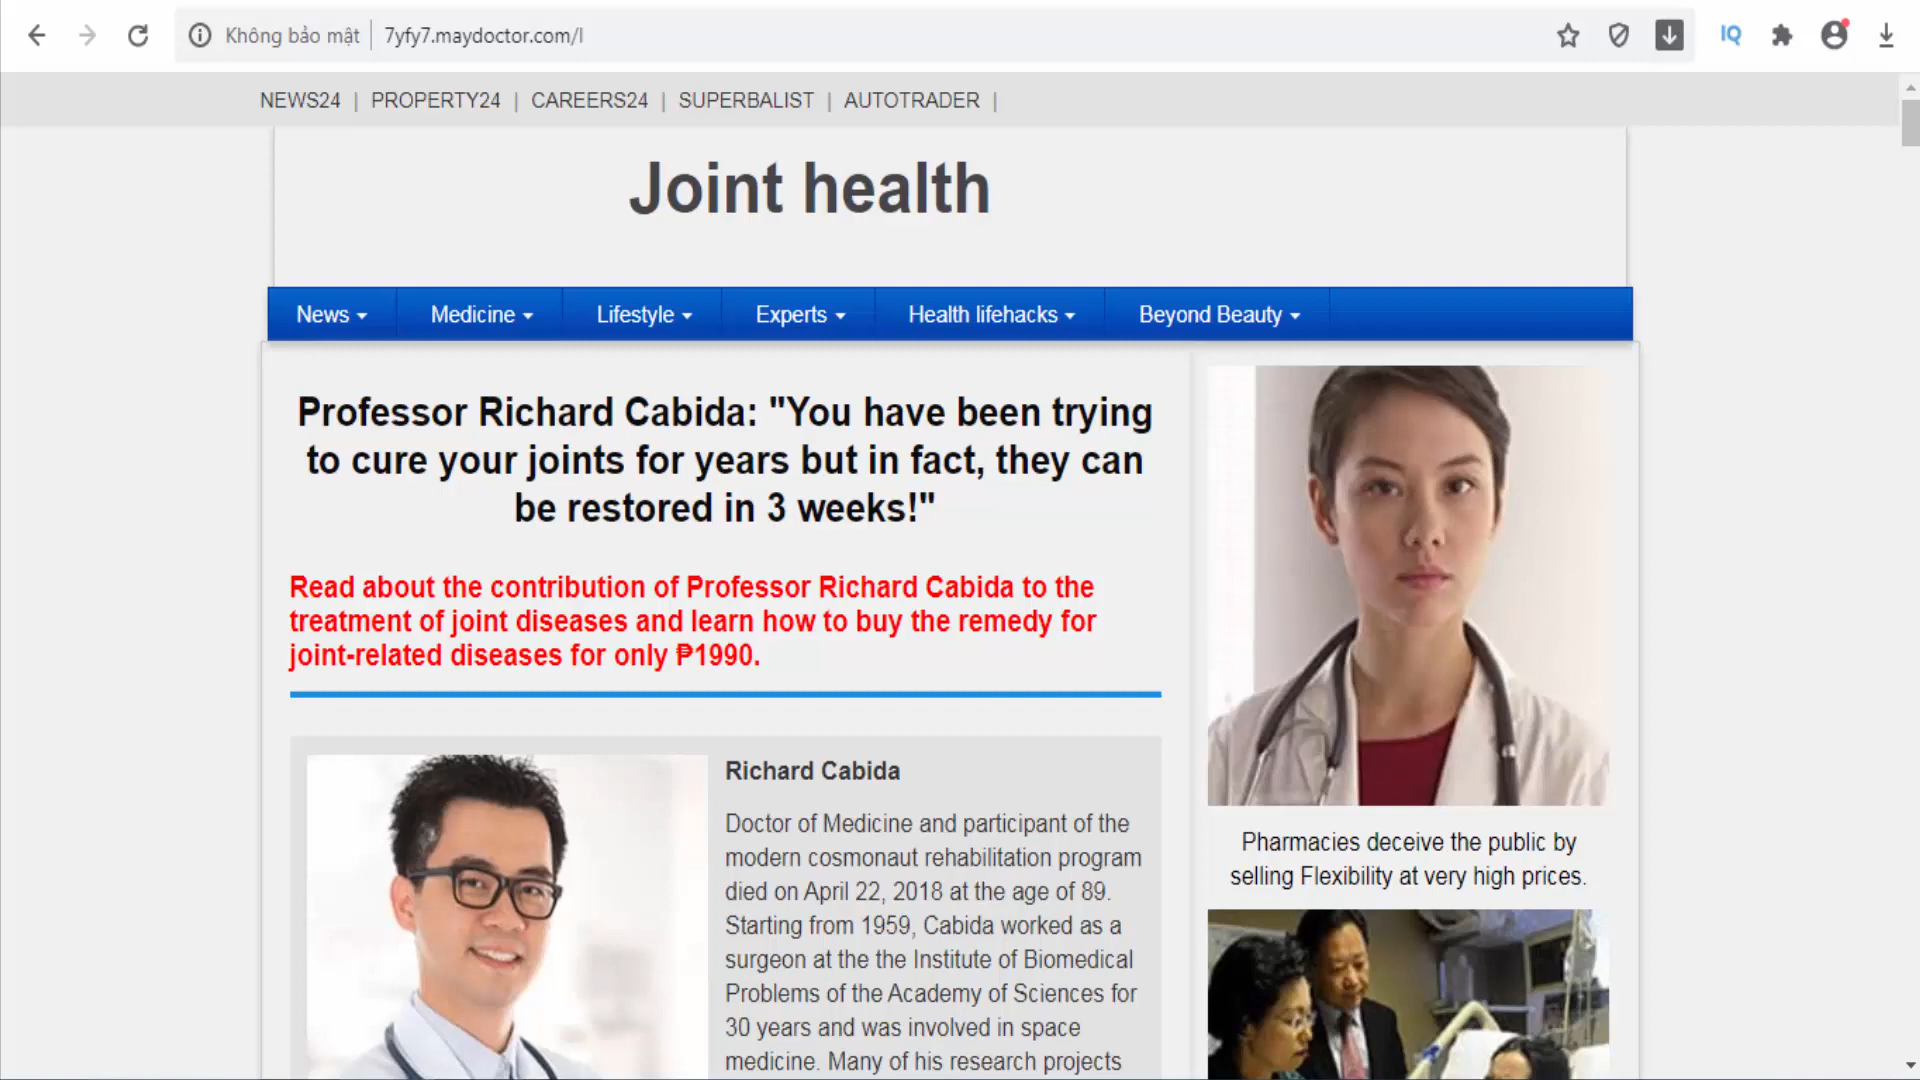 Không bảo mật | 7yfy7.maydoctor.com/l
IQ
NEWS24 | PROPERTY24 | CAREERS24 | SUPERBALIST | AUTOTRADER |
Joint health
News Medicine Lifestyle Experts Health lifehacks Beyond Beauty
Professor Richard Cabida: "You have been trying
to cure your joints for years but in fact, they can
be restored in 3 weeks!"
Read about the contribution of Professor Richard Cabida to the
treatment of joint diseases and learn how to buy the remedy for
joint-related diseases for only ₱1990.
Richard Cabida
Doctor of Medicine and participant of the
modern cosmonaut rehabilitation program
died on April 22, 2018 at the age of 89.
Starting from 1959, Cabida worked as a
surgeon at the the Institute of Biomedical
Problems of the Academy of Sciences for
30 years and was involved in space
medicine. Many of his research projects
Pharmacies deceive the public by
selling Flexibility at very high prices.